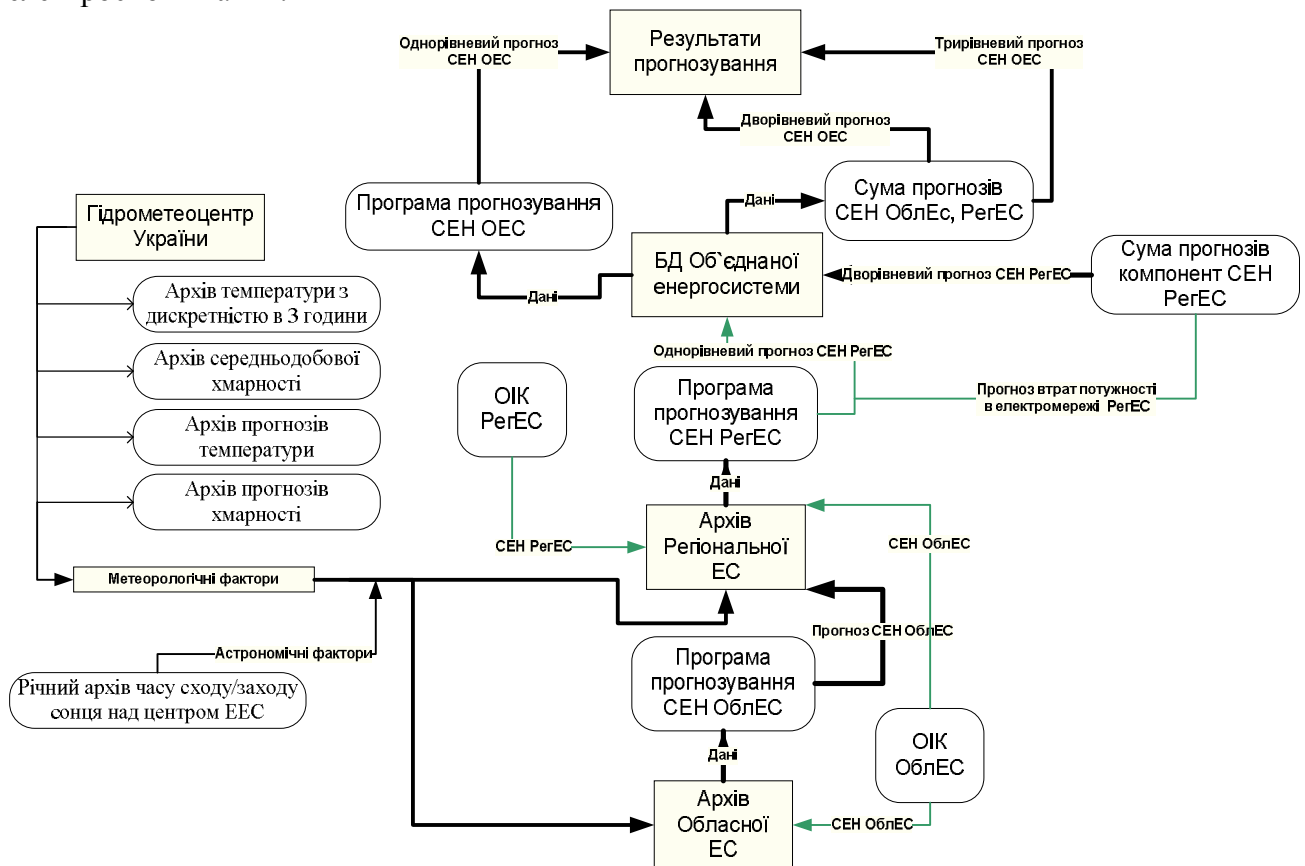 Однорівневий прогноз
СЕН ОЕС
Результати
прогнозування
Трирівневий прогноз
СЕН ОЕС
Дворівневий прогноз
СЕН ОЕС
Гідрометеоцентр
України
Програма прогнозування
СЕН ОЕС
Дані
Сума прогнозів
СЕН ОблЕс, РегЕС
Дані
БД Об`єднаної
енергосистеми
Дворівневий прогноз СЕН РегЕС
Сума прогнозів
компонент СЕН
РегЕС
Архів температури з
дискретністю в 3 години
Архів середньодобової
хмарності
Архів прогнозів
температури
Архів прогнозів
хмарності
Однорівневий прогноз СЕН РегЕС
ОІК
РегЕС
Програма
прогнозування
СЕН РегЕС
Прогноз втрат потужності
в електромережі РегЕС
Дані
СЕН РегЕС
Архів
Регіональної
ЕС
СЕН ОблЕС
Метеорологічні фактори
Прогноз СЕН ОблЕС
Астрономічні фактори
Річний архів часу сходу/заходу
сонця над центром ЕЕС
Програма
прогнозування
СЕН ОблЕС
ОІК
ОблЕС
Дані
Архів
Обласної
ЕС
СЕН ОблЕС